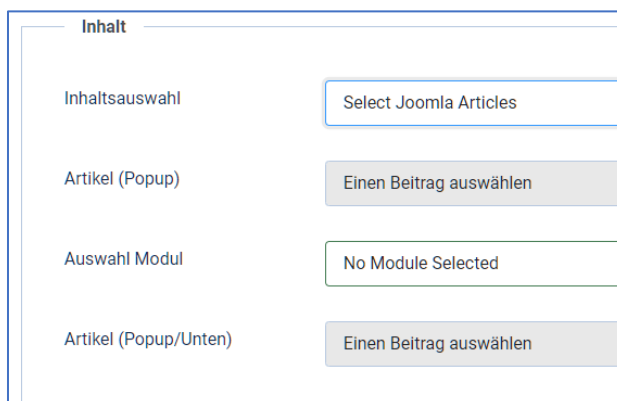 Inhalt
Inhaltsauswahl
Select Joomla Articles
Artikel (Popup)
Einen Beitrag auswählen
Auswahl Modul
No Module Selected
Artikel (Popup/Unten)
Einen Beitrag auswählen